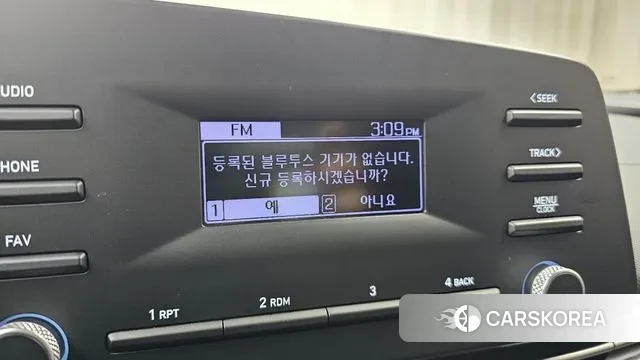 UDIO
<SEEK
FM 3:09 PM
등록된 블루투스 기기가 없습니다.
신규 등록하시겠습니까?
1 예 2 아니요
HONE
TRACK>
MENU
CLOCK
FAV
1 RPT 2 RDM 3 4 BACK
CARSKOREA